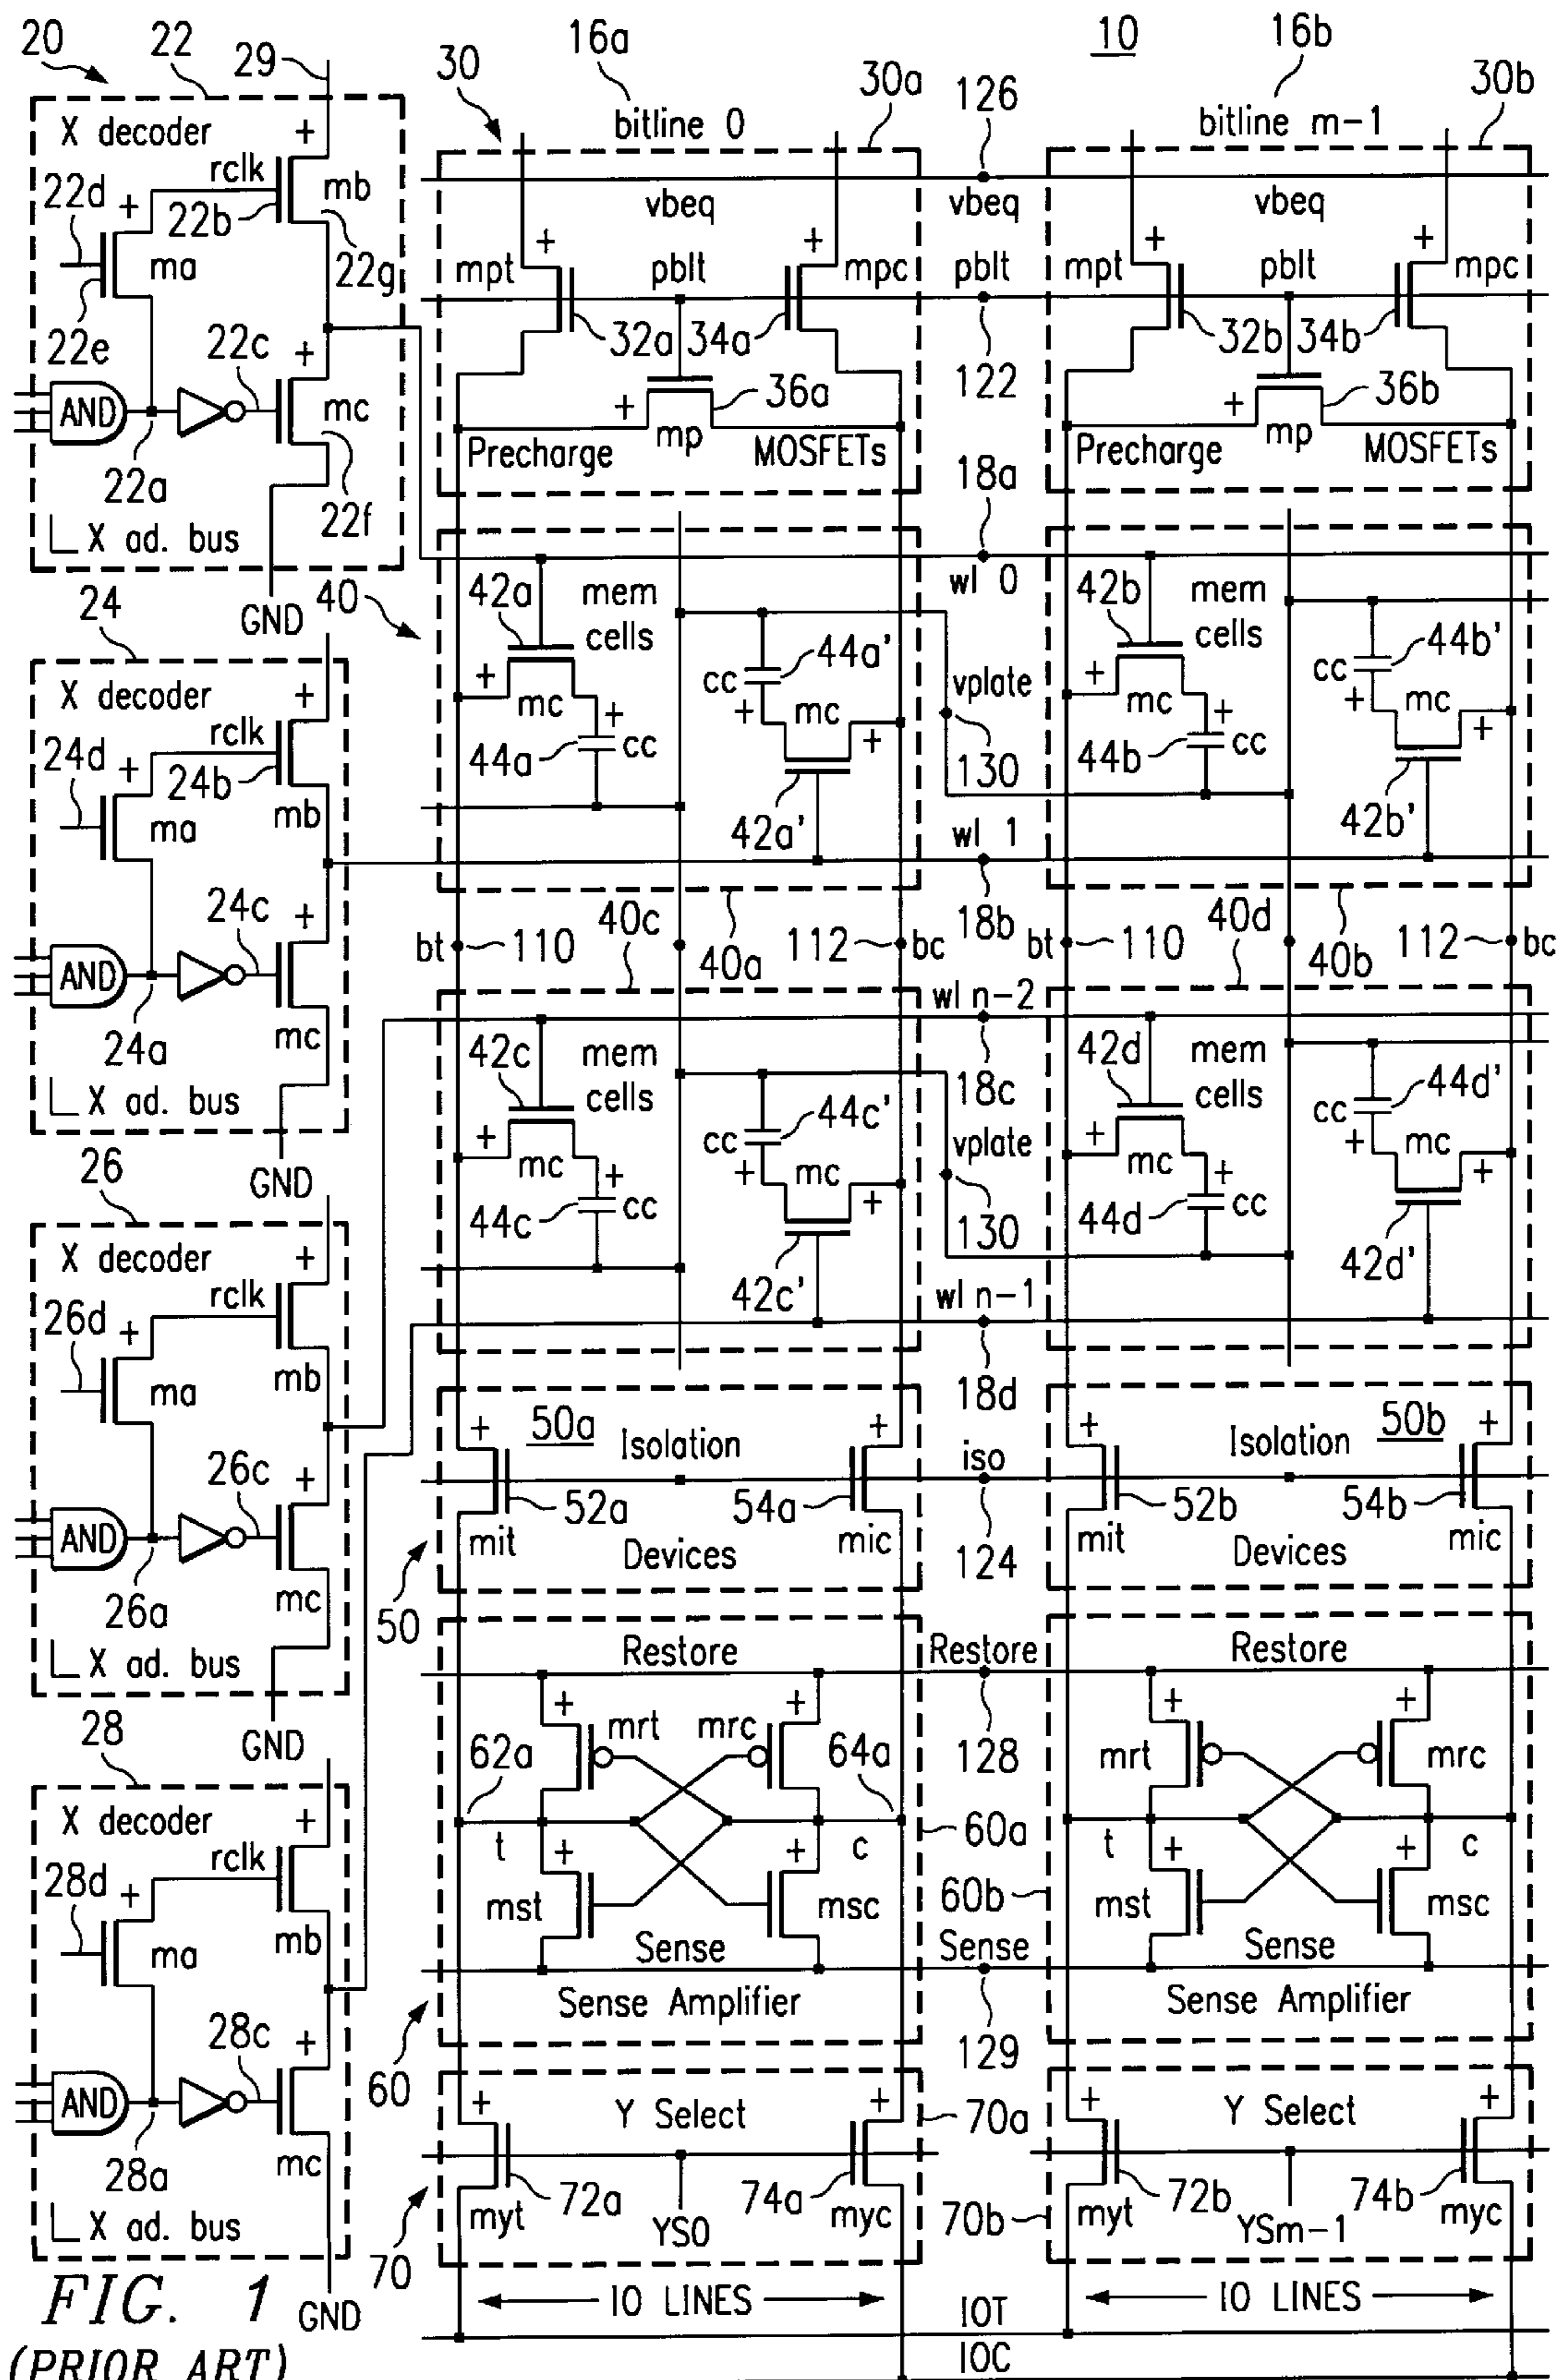 20 22 29 16a 10 16b
30 30a 126 30b
X decoder + bitline 0 bitline m-1
rclk mb vbeq vbeq vbeq
22d + 22b
ma 22g mpt + pblt + mpc pblt mpt + pblt + mpc
22e 22c + 32a 34a 122 32b 34b
AND mc + 36a + 36b
mp mp
22a 22f Precharge MOSFETs 18a Precharge MOSFETs
X ad. bus
GND
24 40 42a mem cells wl 0 42b mem cells
X decoder + 44a' 44b'
+ mc cc vplate + mc cc
rclk + + mc + + + mc +
24d + 24b 44a cc 130 44b cc
ma mb 42a' 42b'
wl 1
24c + 40c 18b 40d
AND bt 110 112 bc bt 110 112 bc
40a 40b
24a mc wl n-2
X ad. bus 42c mem cells 18c 42d mem cells
GND 44c' 44d'
26 + mc cc vplate + mc cc
X decoder + + + mc + + + mc +
44c cc 130 44d cc
rclk 42c' 42d'
26d + wl n-1
ma mb 18d
+ 50a Isolation + + Isolation 50b +
26c + iso
AND 52a 54a 52b 54b
mit Devices mic 124 mit Devices mic
26a mc 50
X ad. bus Restore Restore Restore
GND + + + +
28 62a mrt mrc 64a 128 mrt mrc
X decoder + 60a
t c t c
rclk + + + +
28d + mst msc 60b mst msc
ma mb Sense Sense Sense
Sense Amplifier Sense Amplifier
28c + 60 129
AND + Y Select + 70a + Y Select +
28a mc 72a 74a 72b 74b
X ad. bus myt YS0 myc 70b myt YSm-1 myc
70
FIG. 1 GND IO LINES IO LINES
IOT
(PRIOR ART) IOC